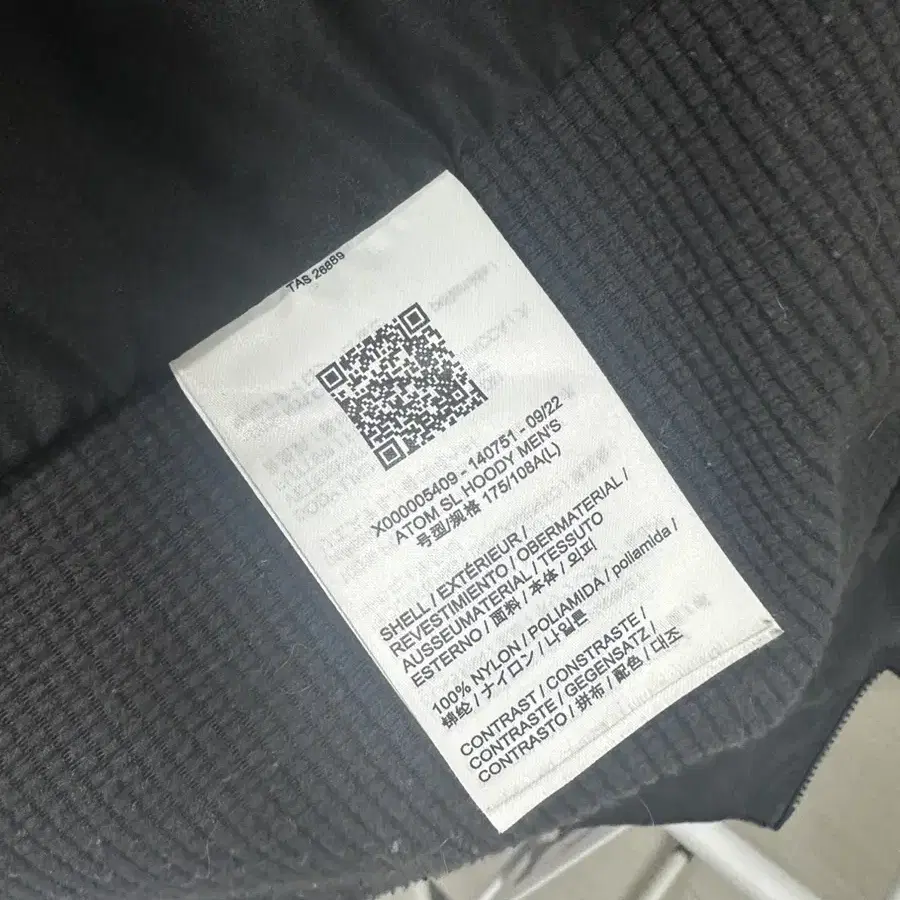 TAS 26869
X000005409 - 140751 - 09/22
ATOM SL HOODY MEN'S
号型/规格 175/108A(L)
SHELL / EXTÉRIEUR /
REVESTIMIENTO / OBERMATERIAL /
AUSSEUMATERIAL / TESSUTO
ESTERNO / 面料 / 本体 / 외피
100% NYLON / POLIAMIDA / poliamida /
锦纶 / ナイロン / 나일론
CONTRAST / CONSTRASTE /
CONTRASTE / GEGENSATZ /
CONTRASTO / 拼布 / 配色 / 대조